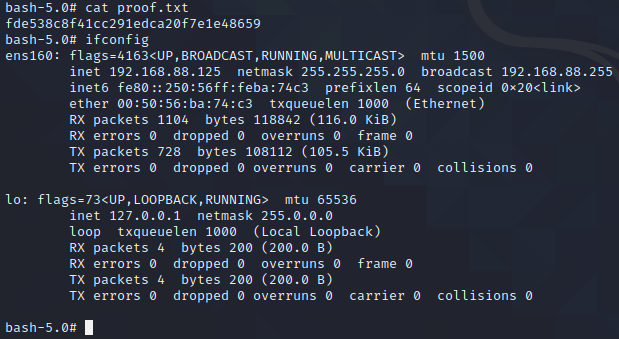 bash-5.0# cat proof.txt
fde538c8f41cc291edca20f7e1e48659
bash-5.0# ifconfig
ens160: flags=4163<UP,BROADCAST,RUNNING,MULTICAST>  mtu 1500
        inet 192.168.88.125  netmask 255.255.255.0  broadcast 192.168.88.255
        inet6 fe80::250:56ff:feba:74c3  prefixlen 64  scopeid 0×20<link>
        ether 00:50:56:ba:74:c3  txqueuelen 1000  (Ethernet)
        RX packets 1104  bytes 118842 (116.0 KiB)
        RX errors 0  dropped 0  overruns 0  frame 0
        TX packets 728  bytes 108112 (105.5 KiB)
        TX errors 0  dropped 0 overruns 0  carrier 0  collisions 0

lo: flags=73<UP,LOOPBACK,RUNNING>  mtu 65536
        inet 127.0.0.1  netmask 255.0.0.0
        loop  txqueuelen 1000  (Local Loopback)
        RX packets 4  bytes 200 (200.0 B)
        RX errors 0  dropped 0  overruns 0  frame 0
        TX packets 4  bytes 200 (200.0 B)
        TX errors 0  dropped 0 overruns 0  carrier 0  collisions 0

bash-5.0#